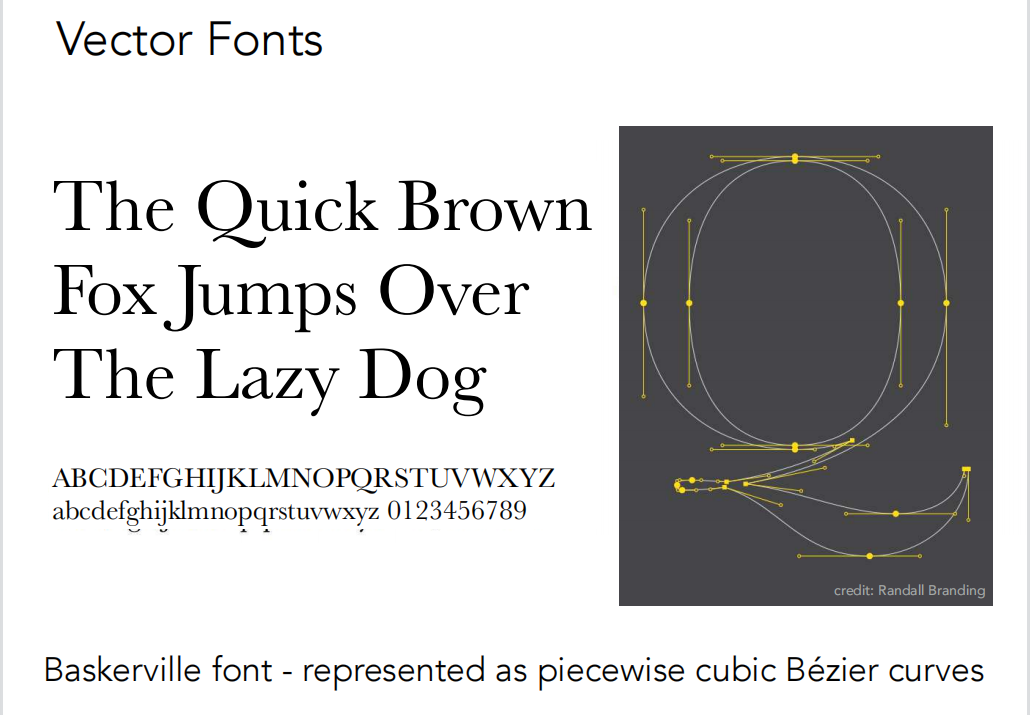 Vector Fonts
The Quick Brown
Fox Jumps Over
The Lazy Dog
ABCDEFGHIJKLMNOPQRSTUVWXYZ
abcdefghijklmnopqrstuvwxyz 0123456789
credit: Randall Branding
Baskerville font - represented as piecewise cubic Bézier curves